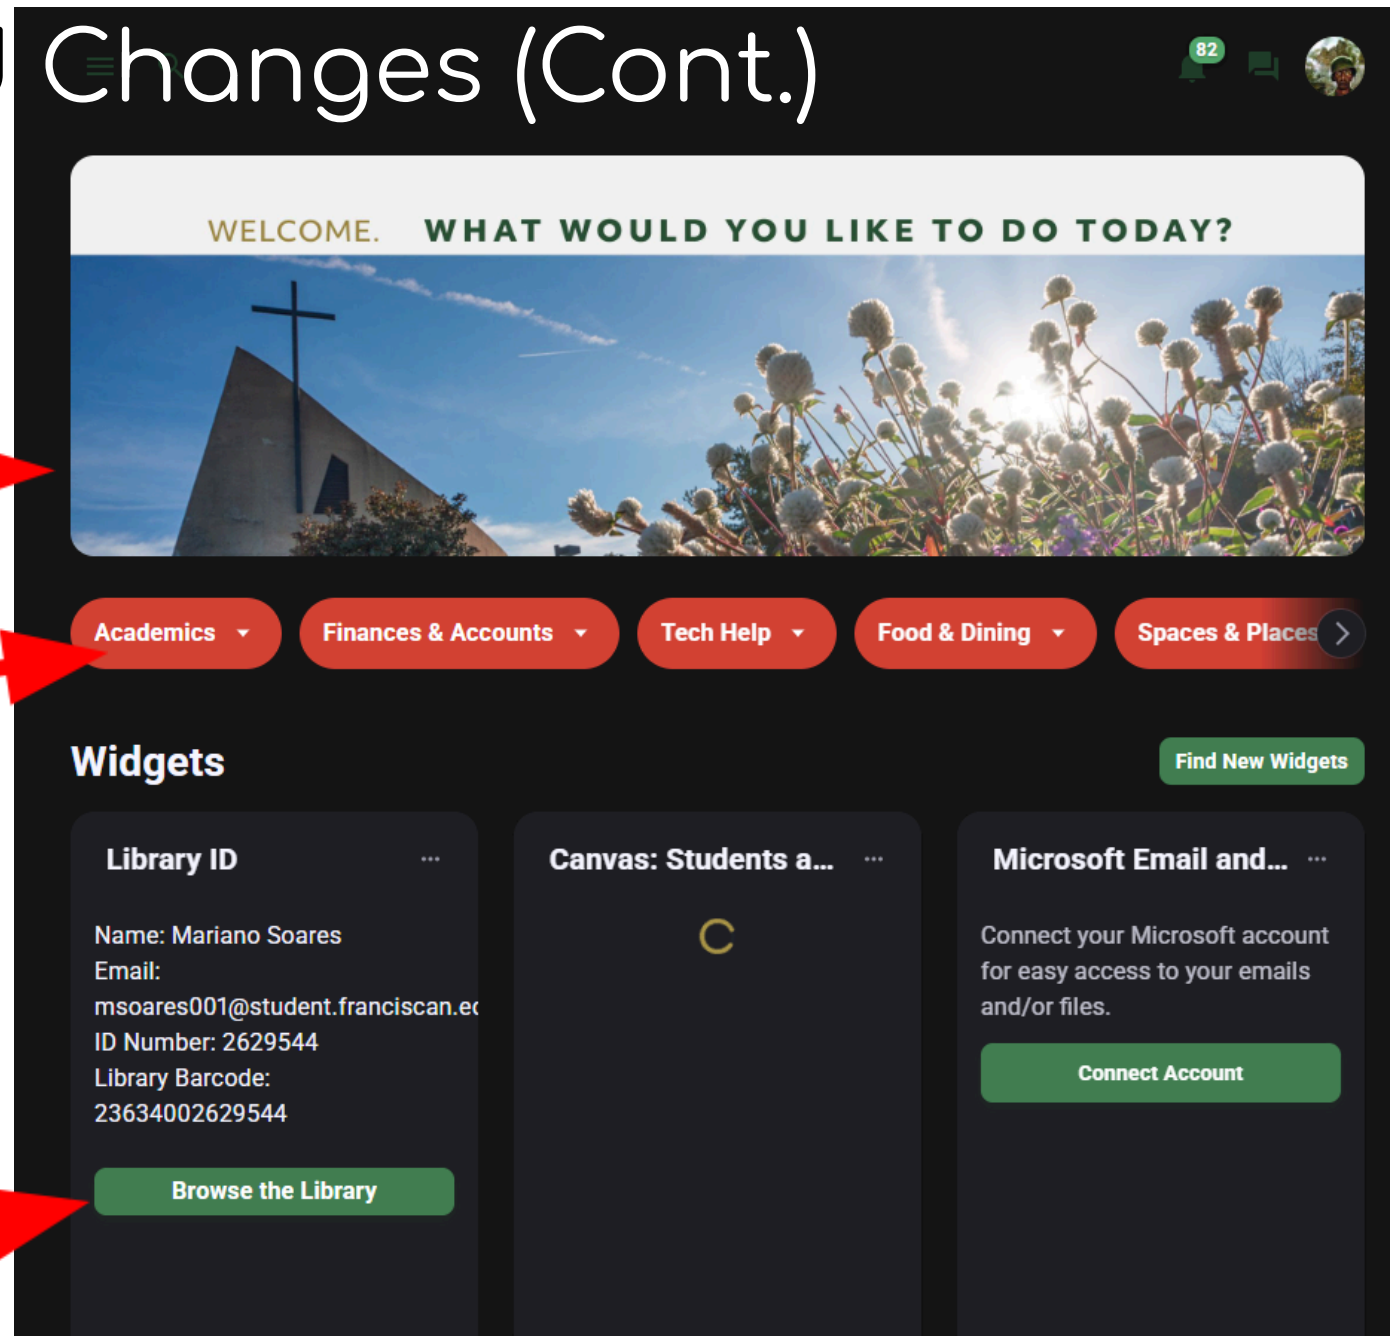 Changes (Cont.)
82
WELCOME. WHAT WOULD YOU LIKE TO DO TODAY?
Academics
Finances & Accounts
Tech Help
Food & Dining
Spaces & Places
Widgets
Find New Widgets
Library ID
Name: Mariano Soares
Email:
msoares001@student.franciscan.ec
ID Number: 2629544
Library Barcode:
23634002629544
Browse the Library
Canvas: Students a...
Microsoft Email and...
Connect your Microsoft account
for easy access to your emails
and/or files.
Connect Account